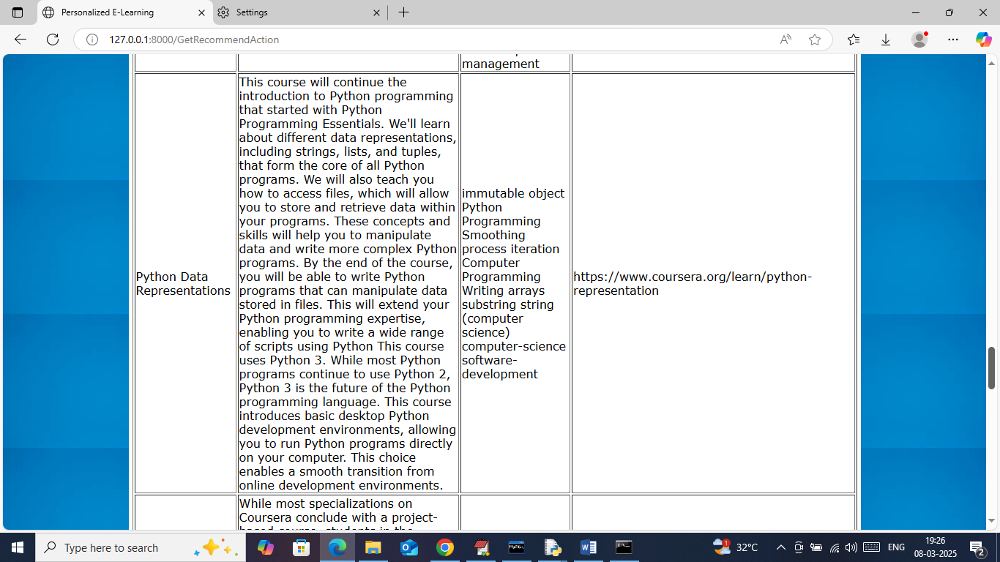 Personalized E-Learning
Settings
127.0.0.1:8000/GetRecommendAction
management
Python Data
Representations
This course will continue the
introduction to Python programming
that started with Python
Programming Essentials. We'll learn
about different data representations,
including strings, lists, and tuples,
that form the core of all Python
programs. We will also teach you
how to access files, which will allow
you to store and retrieve data within
your programs. These concepts and
skills will help you to manipulate
data and write more complex Python
programs. By the end of the course,
you will be able to write Python
programs that can manipulate data
stored in files. This will extend your
Python programming expertise,
enabling you to write a wide range
of scripts using Python This course
uses Python 3. While most Python
programs continue to use Python 2,
Python 3 is the future of the Python
programming language. This course
introduces basic desktop Python
development environments, allowing
you to run Python programs directly
on your computer. This choice
enables a smooth transition from
online development environments.
immutable object
Python
Programming
Smoothing
process iteration
Computer
Programming
Writing arrays
substring string
(computer
science)
computer-science
software-
development
https://www.coursera.org/learn/python-
representation
While most specializations on
Coursera conclude with a project-
Type here to search
1
32°C
ENG
19:26
08-03-2025
2